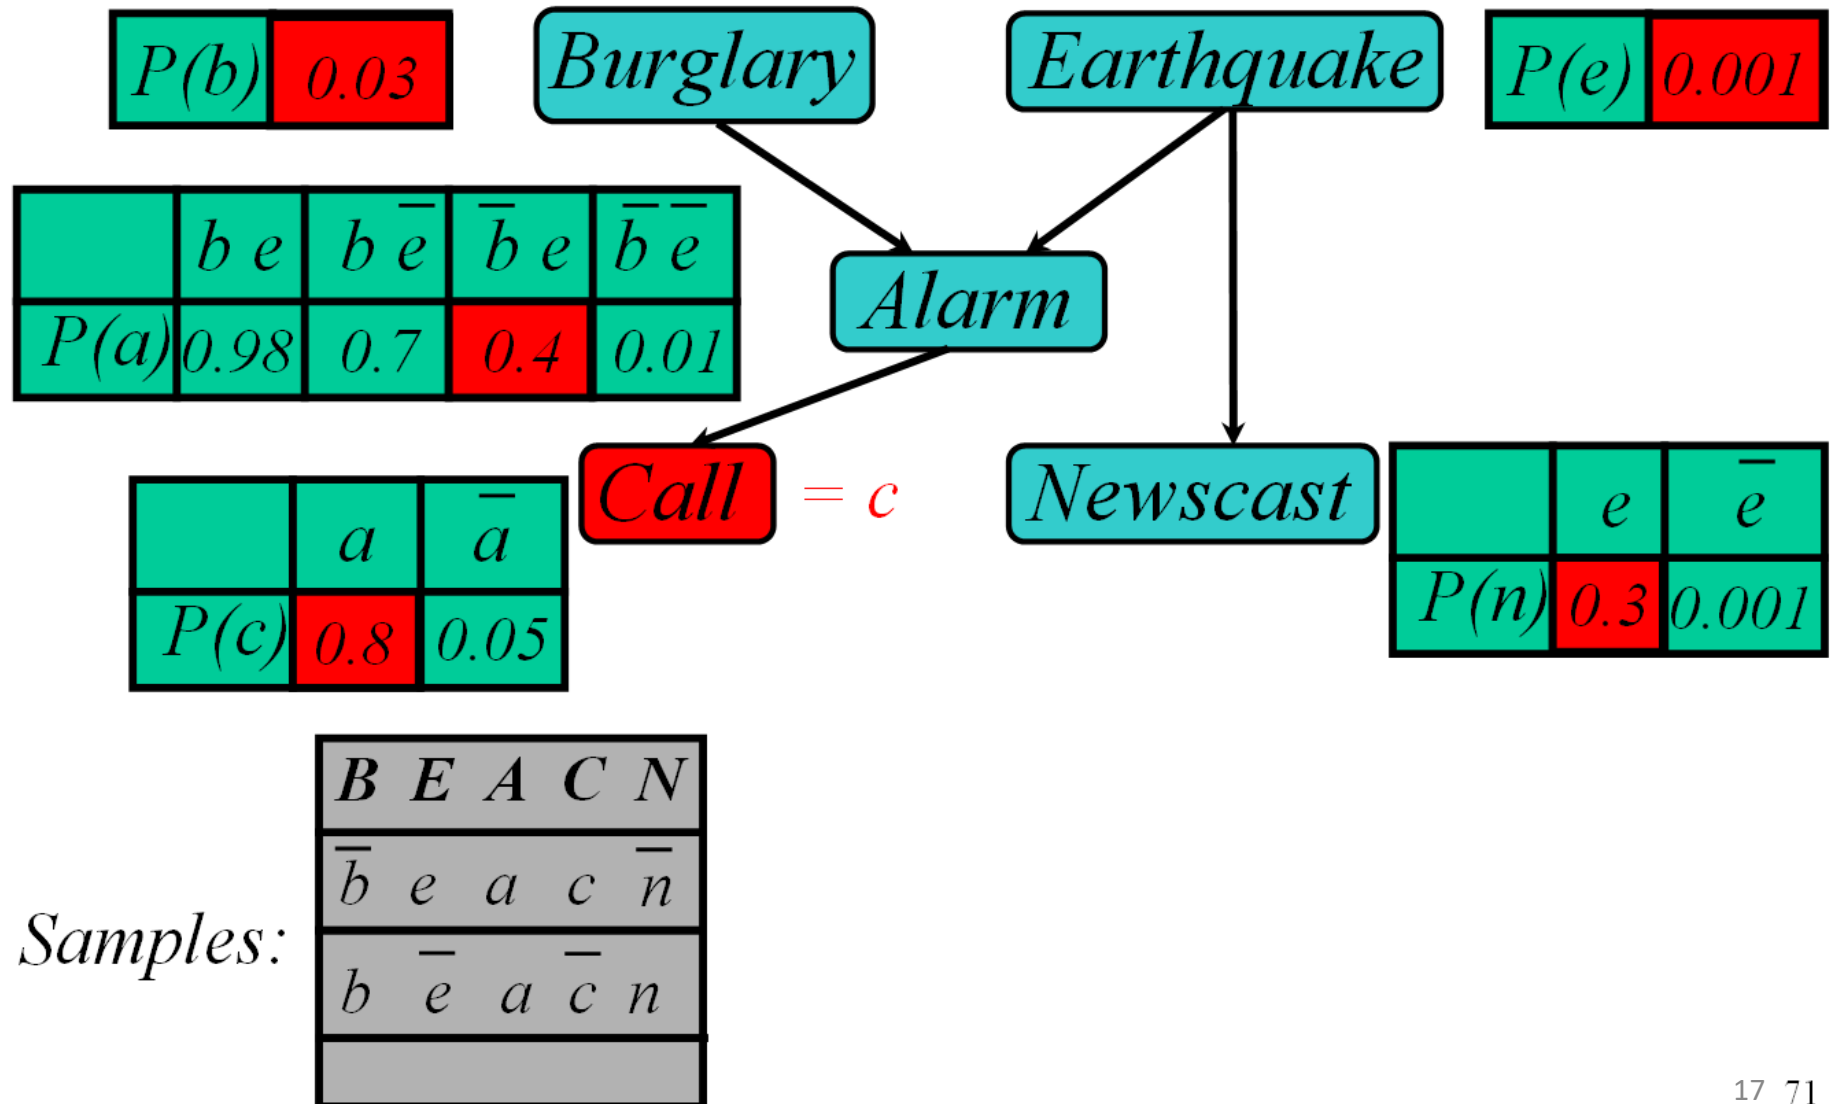 P(b) 0.03
Burglary
Earthquake
P(e) 0.001
b e b e̅ b̅ e b̅ e̅
P(a) 0.98 0.7 0.4 0.01
Alarm
Call = c
Newscast
a a̅
P(c) 0.8 0.05
e e̅
P(n) 0.3 0.001
B E A C N
b̅ e a c n̅
Samples:
b e̅ a c̅ n
17 71